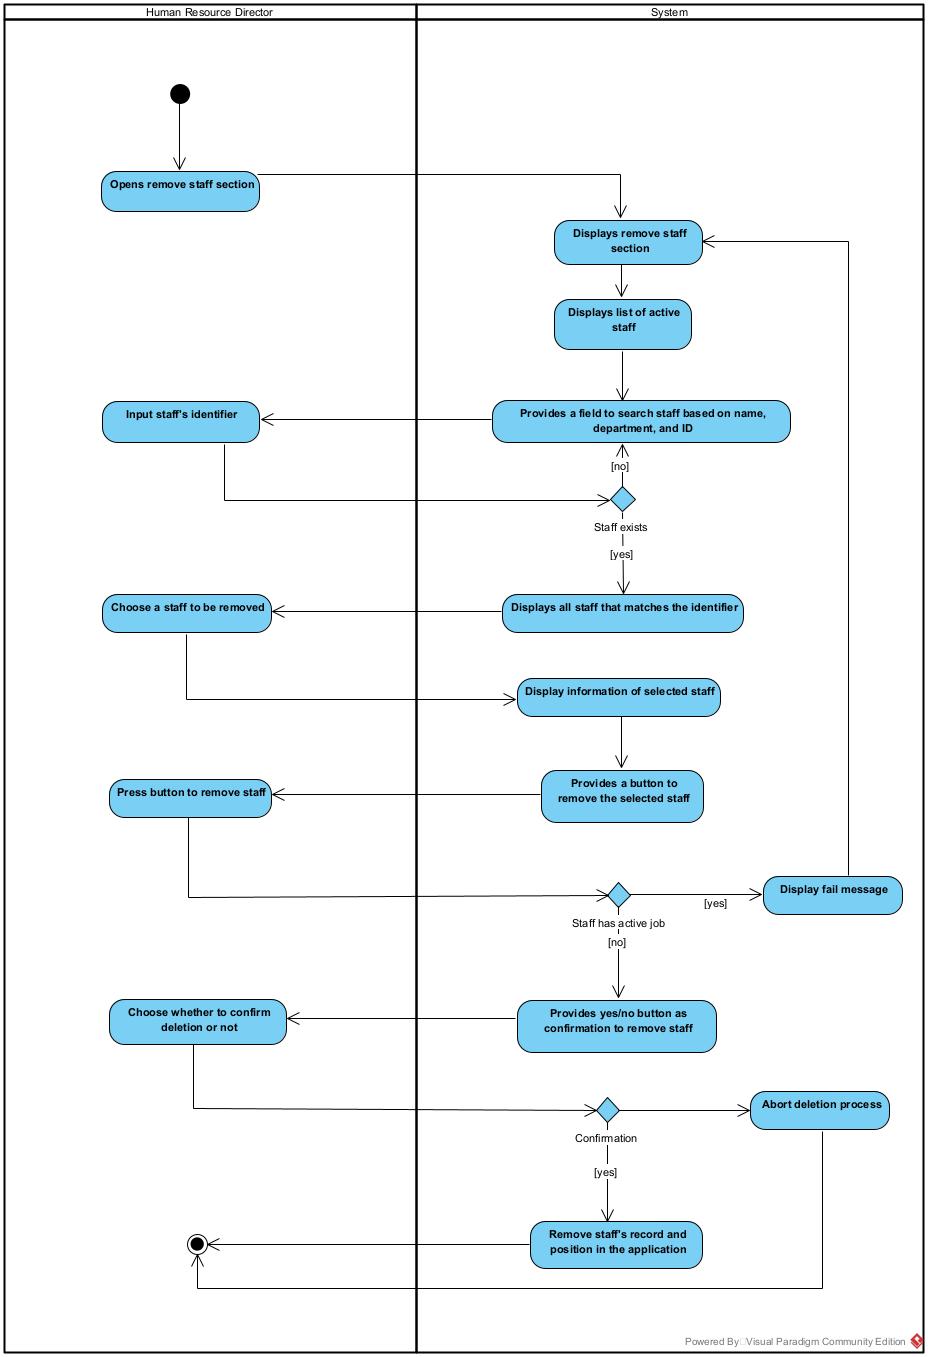 Human Resource Director
System
Opens remove staff section
Displays remove staff
section
Displays list of active
staff
Input staff's identifier
Provides a field to search staff based on name,
department, and ID
[no]
Staff exists
[yes]
Choose a staff to be removed
Displays all staff that matches the identifier
Display information of selected staff
Press button to remove staff
Provides a button to
remove the selected staff
Display fail message
[yes]
Staff has active job
[no]
Choose whether to confirm
deletion or not
Provides yes/no button as
confirmation to remove staff
Abort deletion process
Confirmation
[yes]
Remove staff's record and
position in the application
Powered By Visual Paradigm Community Edition